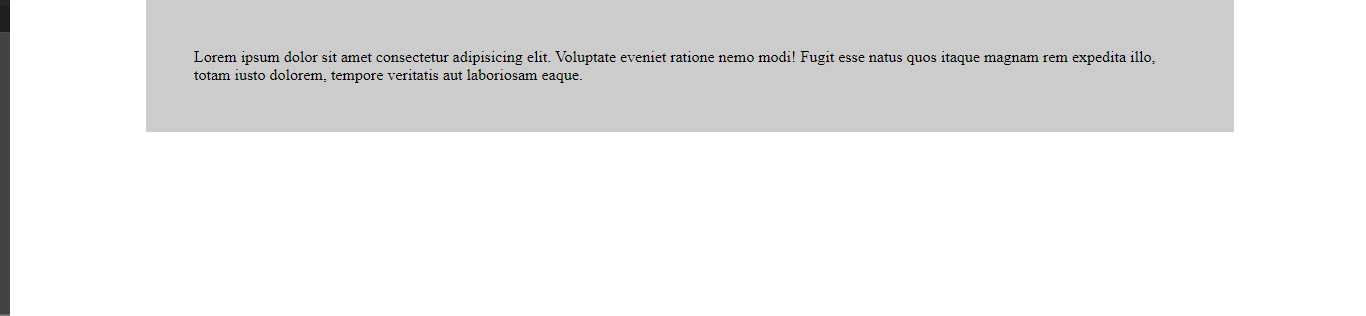 Lorem ipsum dolor sit amet consectetur adipisicing elit. Voluptate eveniet ratione nemo modi! Fugit esse natus quos itaque magnam rem expedita illo,
totam iusto dolorem, tempore veritatis aut laboriosam eaque.